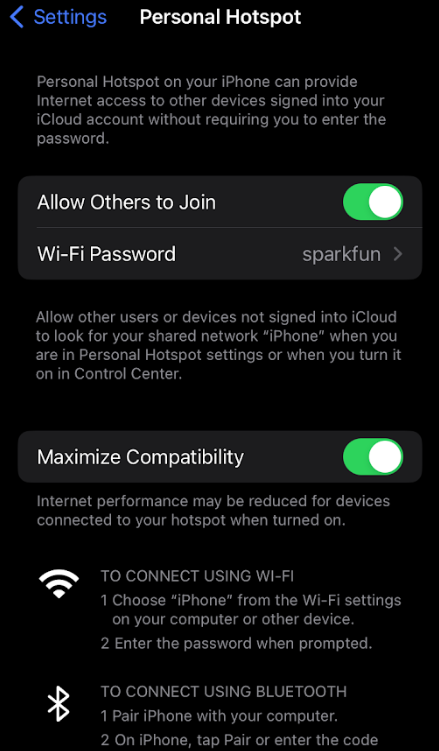 Settings Personal Hotspot
Personal Hotspot on your iPhone can provide
Internet access to other devices signed into your
iCloud account without requiring you to enter the
password.
Allow Others to Join
Wi-Fi Password sparkfun
Allow other users or devices not signed into iCloud
to look for your shared network “iPhone” when you
are in Personal Hotspot settings or when you turn it
on in Control Center.
Maximize Compatibility
Internet performance may be reduced for devices
connected to your hotspot when turned on.
TO CONNECT USING WI-FI
1 Choose “iPhone” from the Wi-Fi settings
on your computer or other device.
2 Enter the password when prompted.
TO CONNECT USING BLUETOOTH
1 Pair iPhone with your computer.
2 On iPhone, tap Pair or enter the code